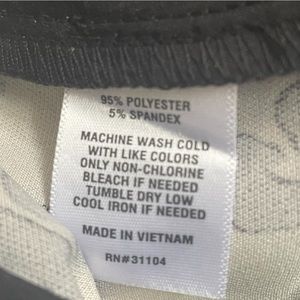 95% POLYESTER
5% SPANDEX
MACHINE WASH COLD
WITH LIKE COLORS
ONLY NON-CHLORINE
BLEACH IF NEEDED
TUMBLE DRY LOW
COOL IRON IF NEEDED
MADE IN VIETNAM
RN#31104